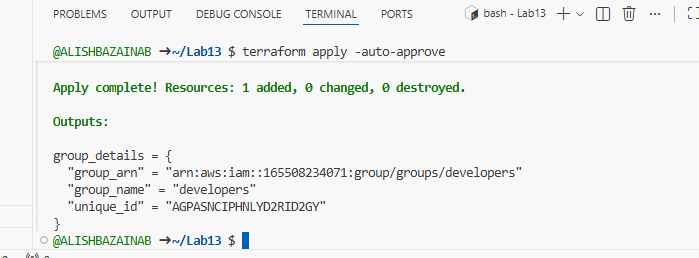 PROBLEMS OUTPUT DEBUG CONSOLE TERMINAL PORTS bash - Lab13
@ALISHBAZAINAB ➜~/Lab13 $ terraform apply -auto-approve
Apply complete! Resources: 1 added, 0 changed, 0 destroyed.
Outputs:
group_details = {
"group_arn" = "arn:aws:iam::165508234071:group/groups/developers"
"group_name" = "developers"
"unique_id" = "AGPASNCIPHNLYD2RID2GY"
}
@ALISHBAZAINAB ➜~/Lab13 $